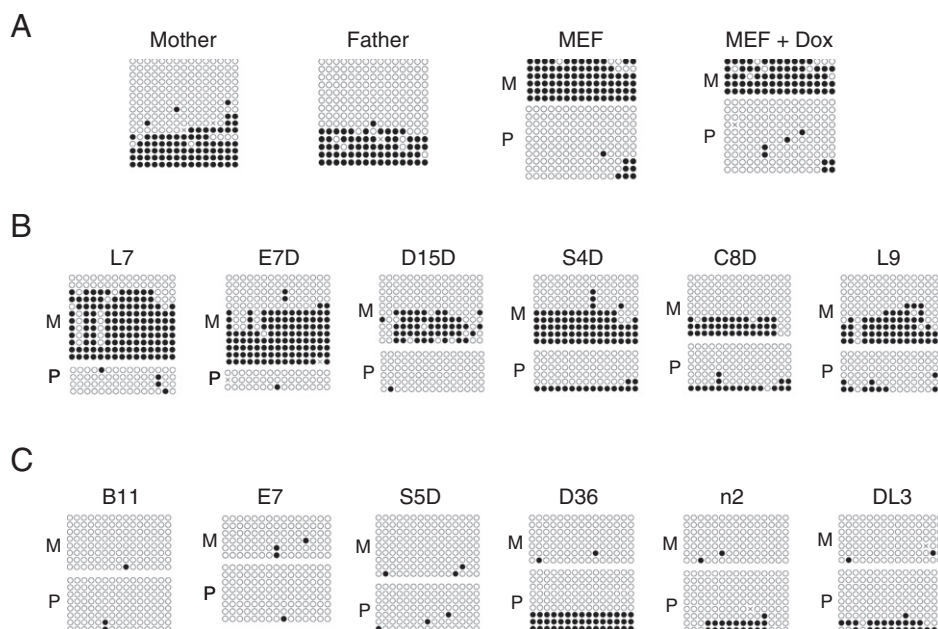 A
Mother Father MEF MEF + Dox
M M
P P
B
L7 E7D D15D S4D C8D L9
M M M M M M
P P P P P P
C
B11 E7 S5D D36 n2 DL3
M M M M M M
P P P P P P